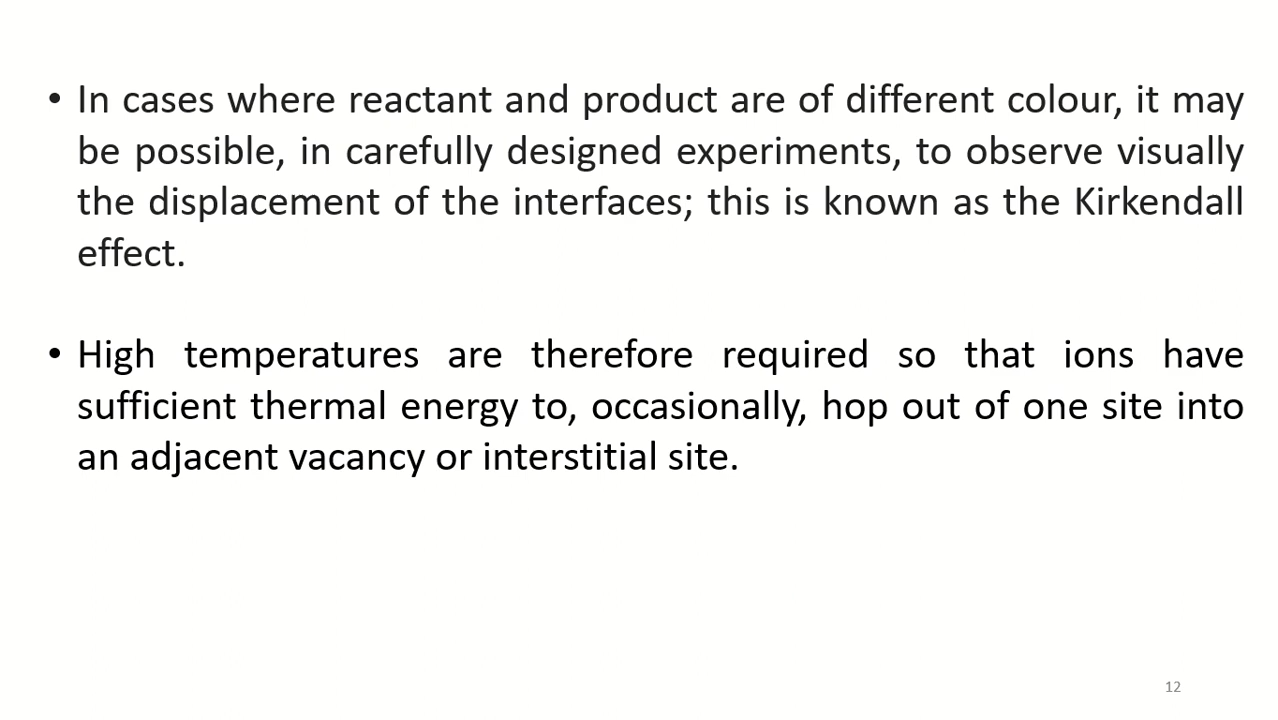 • In cases where reactant and product are of different colour, it may
be possible, in carefully designed experiments, to observe visually
the displacement of the interfaces; this is known as the Kirkendall
effect.
• High temperatures are therefore required so that ions have
sufficient thermal energy to, occasionally, hop out of one site into
an adjacent vacancy or interstitial site.
12